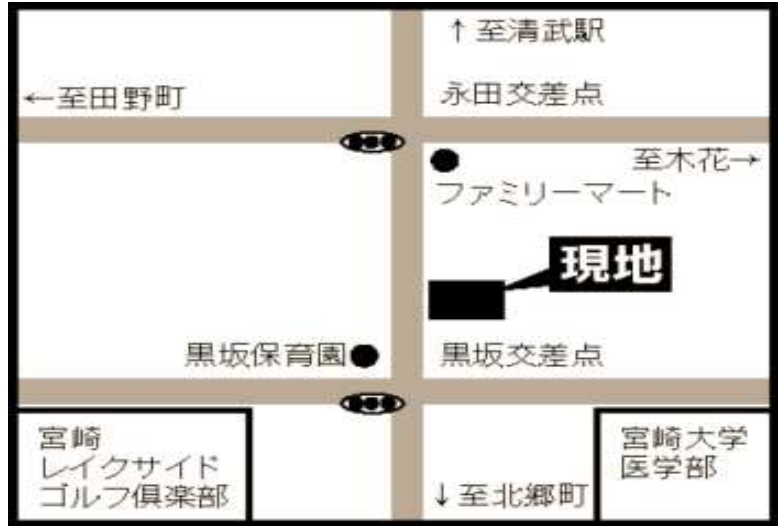 ↑至清武駅
←至田野町
永田交差点
至木花→
ファミリーマート
現地
黒坂保育園
黒坂交差点
宮崎
レイクサイド
ゴルフ倶楽部
↓至北郷町
宮崎大学
医学部